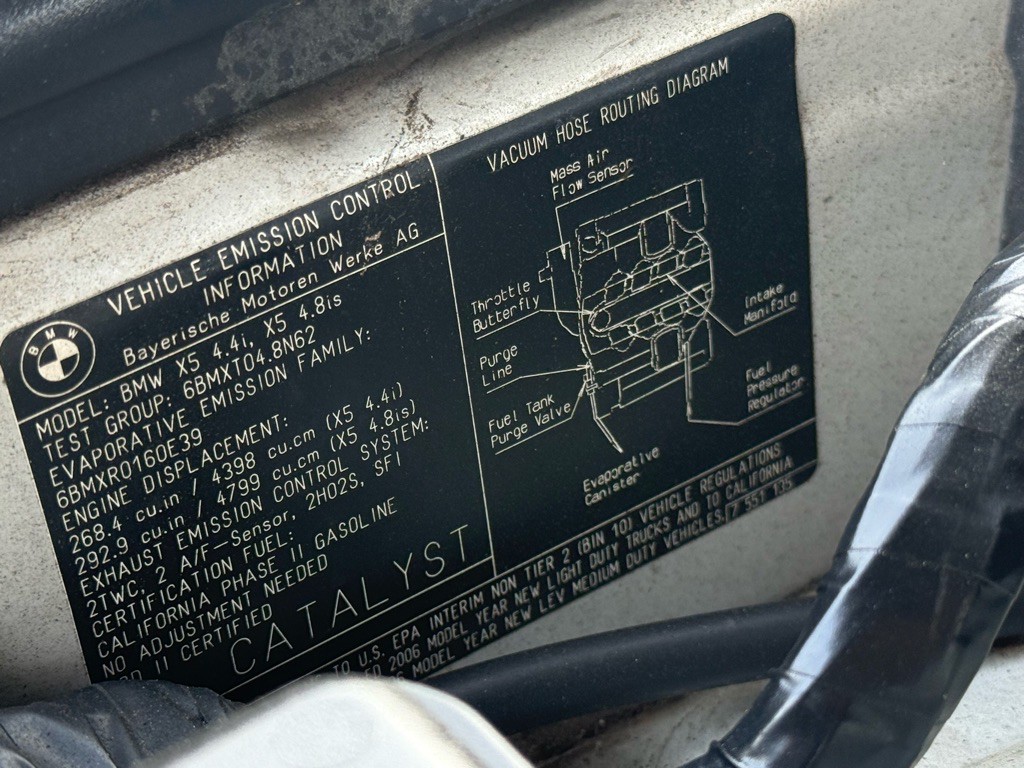 BMW
VEHICLE EMISSION CONTROL
INFORMATION
Bayerische Motoren Werke AG
MODEL: BMW X5 4.4i, X5 4.8is
TEST GROUP: 6BMXT04.8N62
EVAPORATIVE EMISSION FAMILY:
6BMXR0160E39
ENGINE DISPLACEMENT:
268.4 cu.in / 4398 cu.cm (X5 4.4i)
292.9 cu.in / 4799 cu.cm (X5 4.8is)
EXHAUST EMISSION CONTROL SYSTEM:
2TWC, 2 A/F-Sensor, 2HO2S, SFI
CERTIFICATION FUEL:
CALIFORNIA PHASE II GASOLINE
NO ADJUSTMENT NEEDED
II CERTIFIED
CATALYST
VACUUM HOSE ROUTING DIAGRAM
Mass Air
Flow Sensor
Throttle
Butterfly
Intake
Manifold
Purge
Line
Fuel
Pressure
Regulator
Fuel Tank
Purge Valve
Evaporative
Canister
TO U.S. EPA INTERIM NON TIER 2 (BIN 10) VEHICLE REGULATIONS
2006 MODEL YEAR NEW LIGHT DUTY TRUCKS AND TO CALIFORNIA
MODEL YEAR NEW LEV MEDIUM DUTY VEHICLES 7 551 135